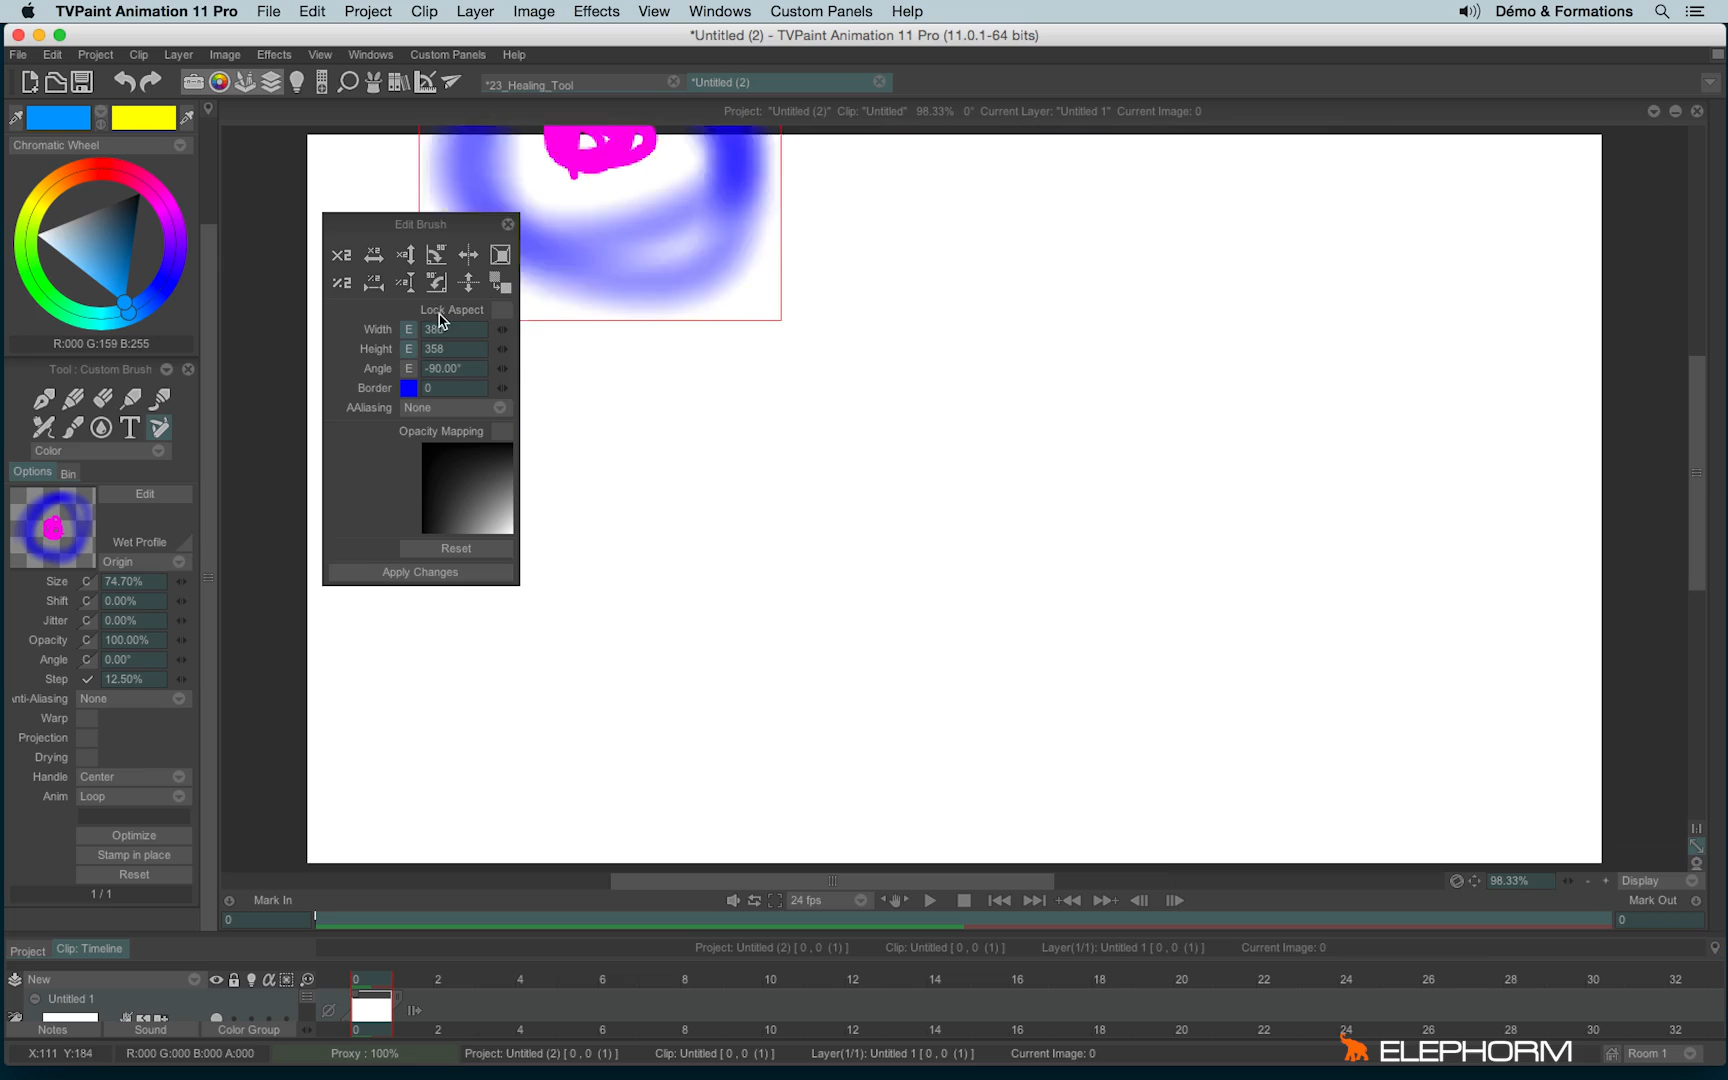 TVPaint Animation 11 Pro File Edit Project Clip Layer Image Effects View Windows Custom Panels Help Démo & Formations
*Untitled (2) - TVPaint Animation 11 Pro (11.0.1-64 bits)
File Edit Project Clip Layer Image Effects View Windows Custom Panels Help
*23_Healing_Tool *Untitled (2)
Project: "Untitled (2)" Clip: "Untitled" 98.33% 0° Current Layer: "Untitled 1" Current Image: 0
Chromatic Wheel
R:000 G:159 B:255
Tool : Custom Brush
T
Color
Options Bin
Edit
Wet Profile
Origin
Size C 74.70%
Shift C 0.00%
Jitter C 0.00%
Opacity C 100.00%
Angle C 0.00°
Step 12.50%
nti-Aliasing None
Warp
Projection
Drying
Handle Center
Anim Loop
Optimize
Stamp in place
Reset
1 / 1
Edit Brush
x2 x2 x2 90°
÷2 ÷2 ÷2 90°
Lock Aspect
Width E
Height E 358
Angle E -90.00°
Border 0
AAliasing None
Opacity Mapping
Reset
Apply Changes
1:1
98.33% - + Display
Mark In 24 fps Mark Out
0 0
Project Clip: Timeline Project: Untitled (2) [ 0 , 0 (1) ] Clip: Untitled [ 0 , 0 (1) ] Layer(1/1): Untitled 1 [ 0 , 0 (1) ] Current Image: 0
New 0 2 4 6 8 10 12 14 16 18 20 22 24 26 28 30 32
Untitled 1
Notes Sound Color Group 0 2 4 6 8 10 12 14 16 18 20 22 24 26 28 30 32
X:111 Y:184 R:000 G:000 B:000 A:000 Proxy : 100% Project: Untitled (2) [ 0 , 0 (1) ] Clip: Untitled [ 0 , 0 (1) ] Layer(1/1): Untitled 1 [ 0 , 0 (1) ] Current Image: 0 ELEPHORM Room 1